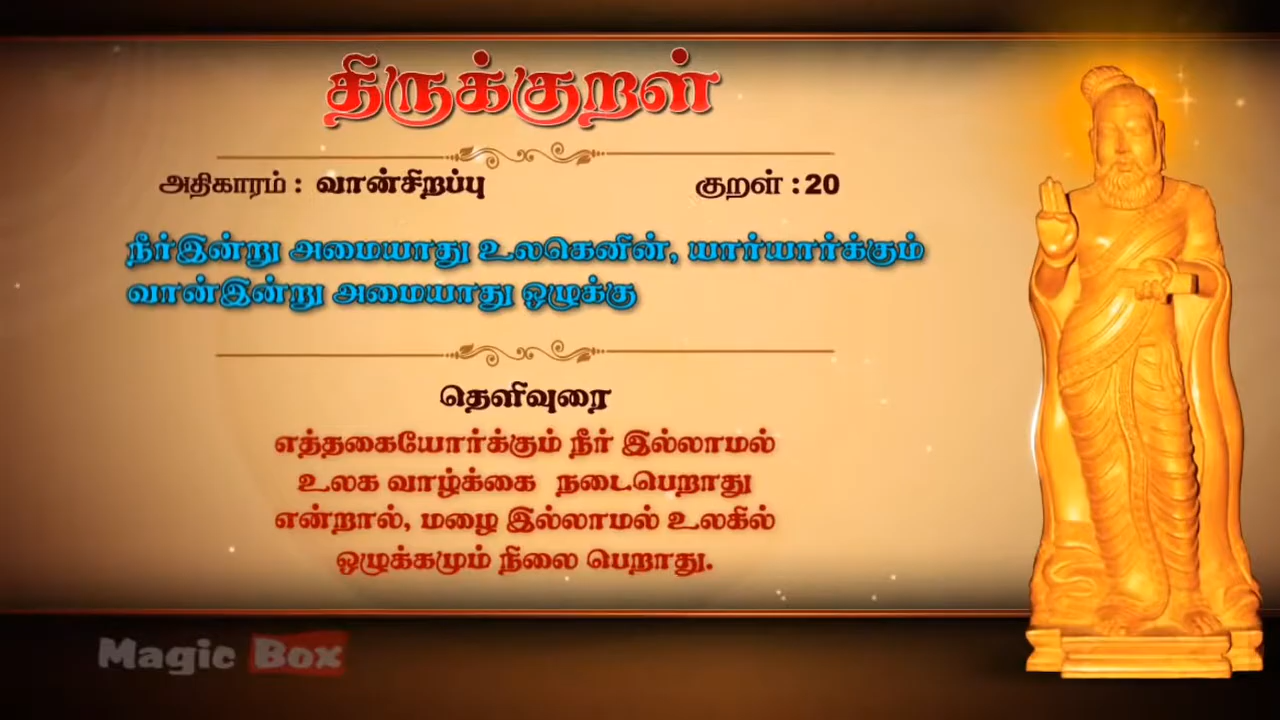 திருக்குறள்
அதிகாரம் : வான்சிறப்பு குறள் : 20
நீர்இன்று அமையாது உலகெனின், யார்யார்க்கும்
வான்இன்று அமையாது ஒழுக்கு
தெளிவுரை
எத்தகையோர்க்கும் நீர் இல்லாமல்
உலக வாழ்க்கை நடைபெறாது
என்றால், மழை இல்லாமல் உலகில்
ஒழுக்கமும் நிலை பெறாது.
Magic Box